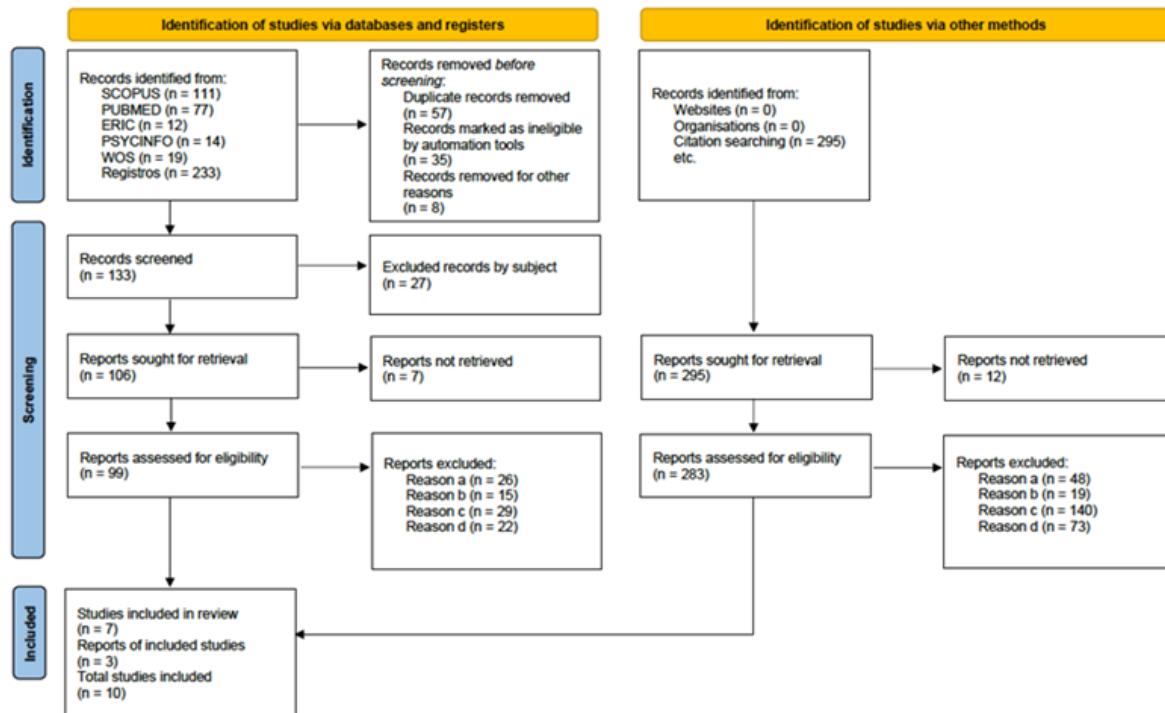 Identification of studies via databases and registers
Identification of studies via other methods
Identification
Records identified from:
SCOPUS (n = 111)
PUBMED (n = 77)
ERIC (n = 12)
PSYCINFO (n = 14)
WOS (n = 19)
Registros (n = 233)
Records removed before
screening:
Duplicate records removed
(n = 57)
Records marked as ineligible
by automation tools
(n = 35)
Records removed for other
reasons
(n = 8)
Records identified from:
Websites (n = 0)
Organisations (n = 0)
Citation searching (n = 295)
etc.
Screening
Records screened
(n = 133)
Excluded records by subject
(n = 27)
Reports sought for retrieval
(n = 106)
Reports not retrieved
(n = 7)
Reports sought for retrieval
(n = 295)
Reports not retrieved
(n = 12)
Reports assessed for eligibility
(n = 99)
Reports excluded:
Reason a (n = 26)
Reason b (n = 15)
Reason c (n = 29)
Reason d (n = 22)
Reports assessed for eligibility
(n = 283)
Reports excluded:
Reason a (n = 48)
Reason b (n = 19)
Reason c (n = 140)
Reason d (n = 73)
Included
Studies included in review
(n = 7)
Reports of included studies
(n = 3)
Total studies included
(n = 10)